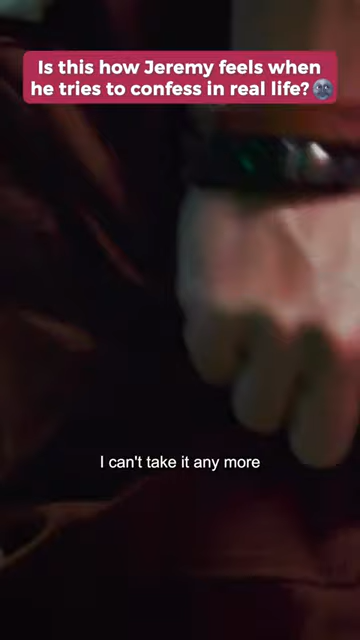 Is this how Jeremy feels when
he tries to confess in real life?🌚
I can't take it any more